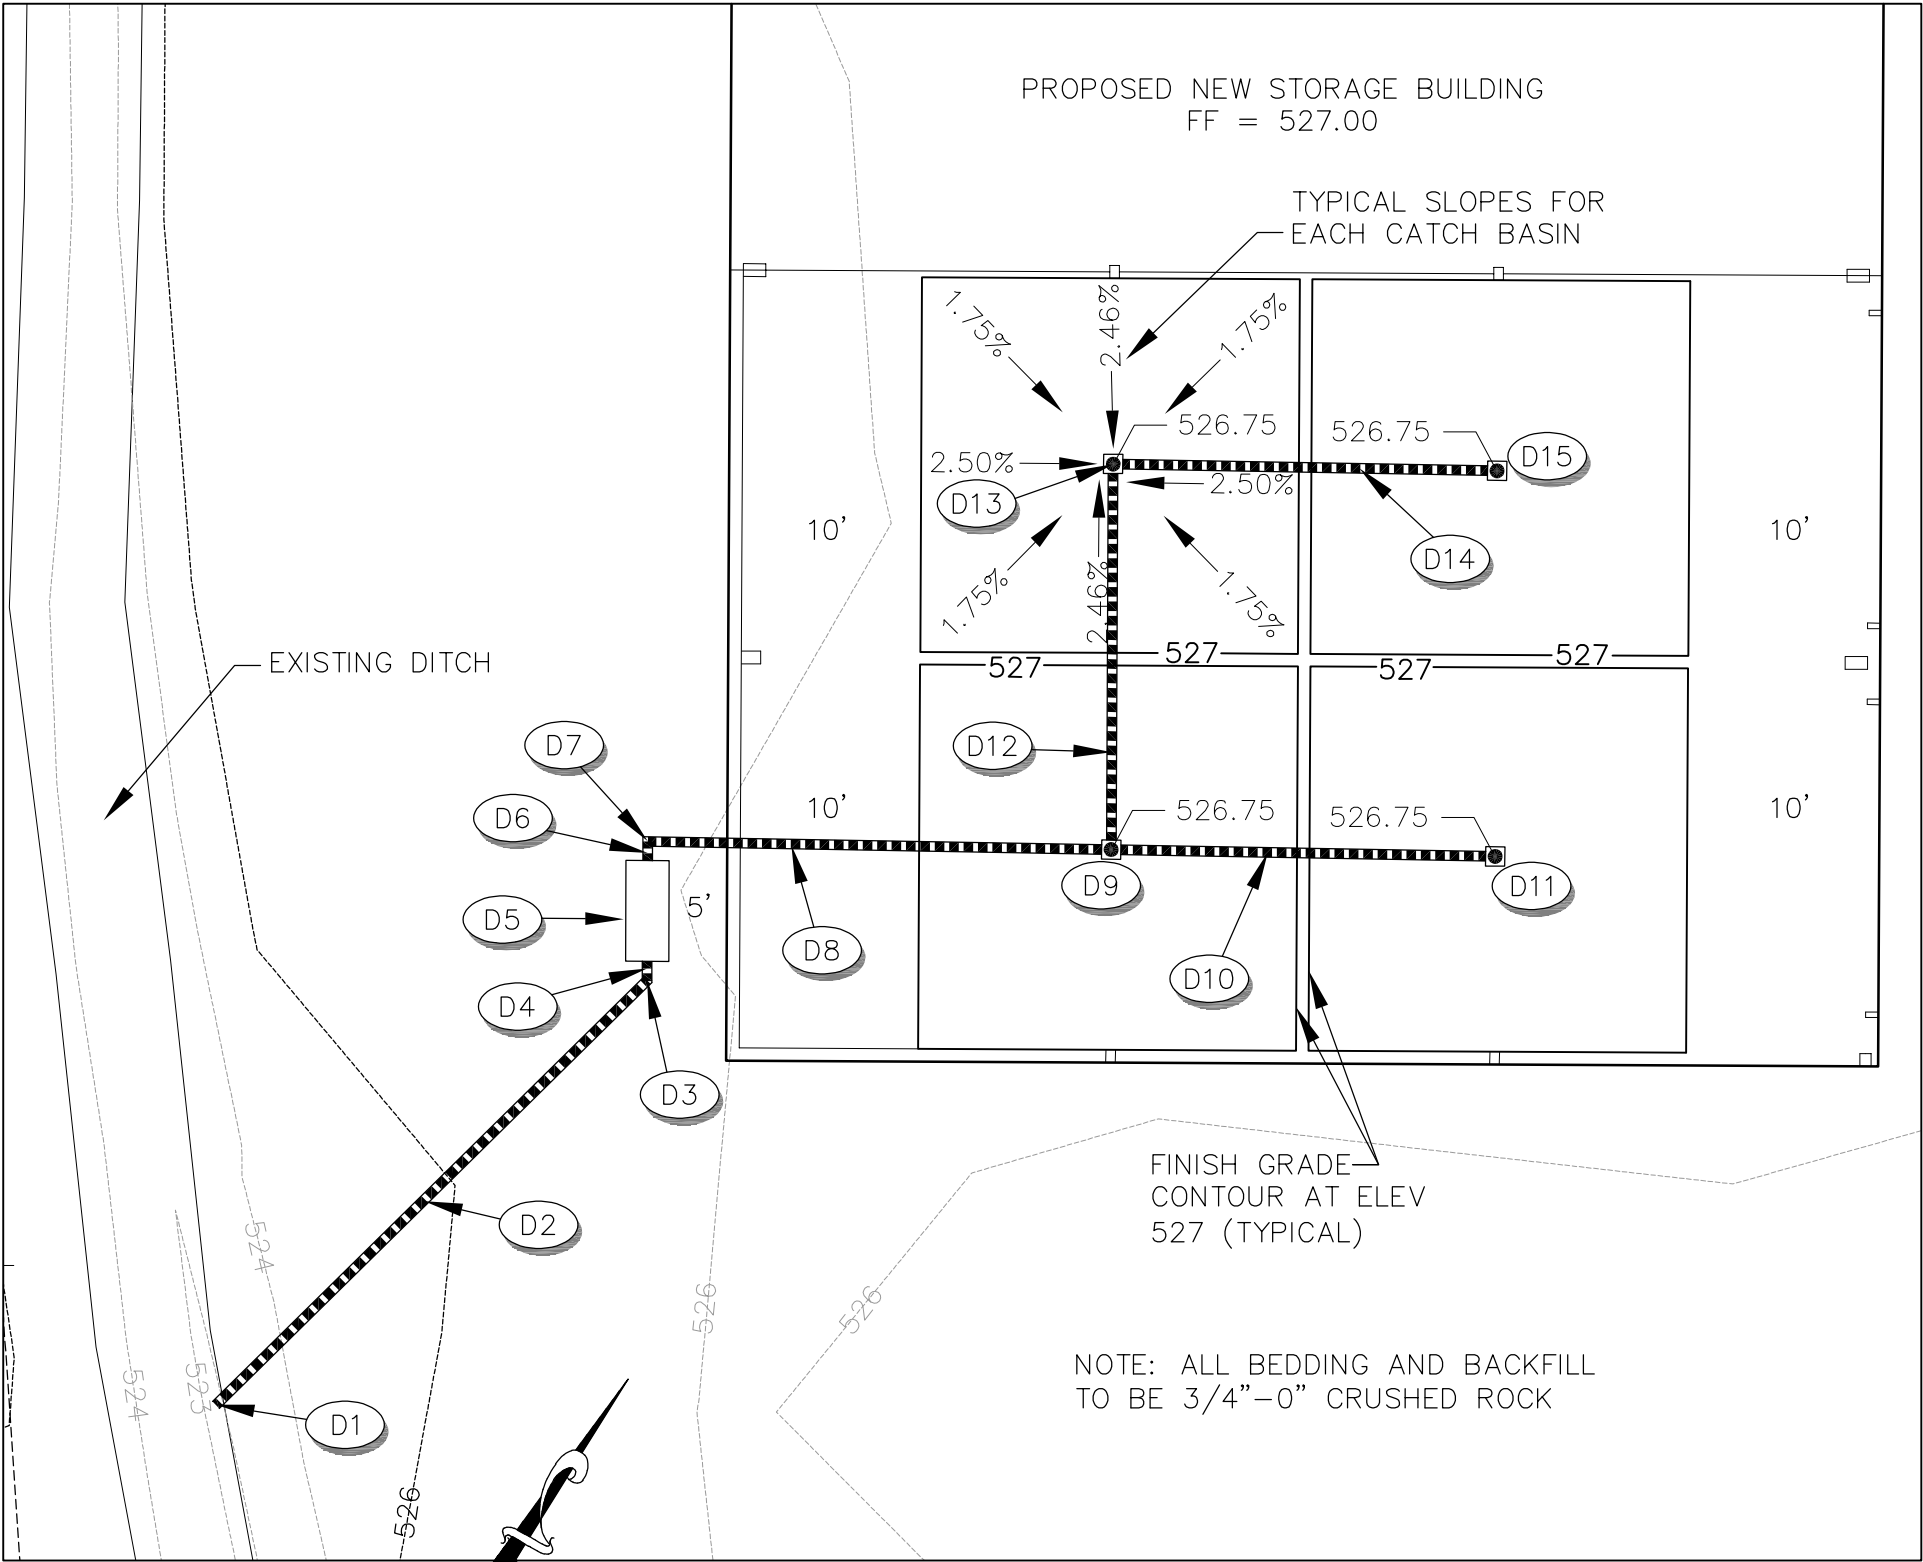 PROPOSED NEW STORAGE BUILDING
FF = 527.00
TYPICAL SLOPES FOR
EACH CATCH BASIN
1.75%
2.46%
1.75%
526.75
526.75
D15
2.50%
2.50%
D13
10'
10'
D14
1.75%
2.46%
1.75%
527
527
527
527
EXISTING DITCH
D7
D12
D6
10'
526.75
526.75
10'
D9
D11
D5
5'
D8
D10
D4
D3
FINISH GRADE
CONTOUR AT ELEV
527 (TYPICAL)
D2
524
526
526
524
523
D1
526
NOTE: ALL BEDDING AND BACKFILL
TO BE 3/4"-0" CRUSHED ROCK